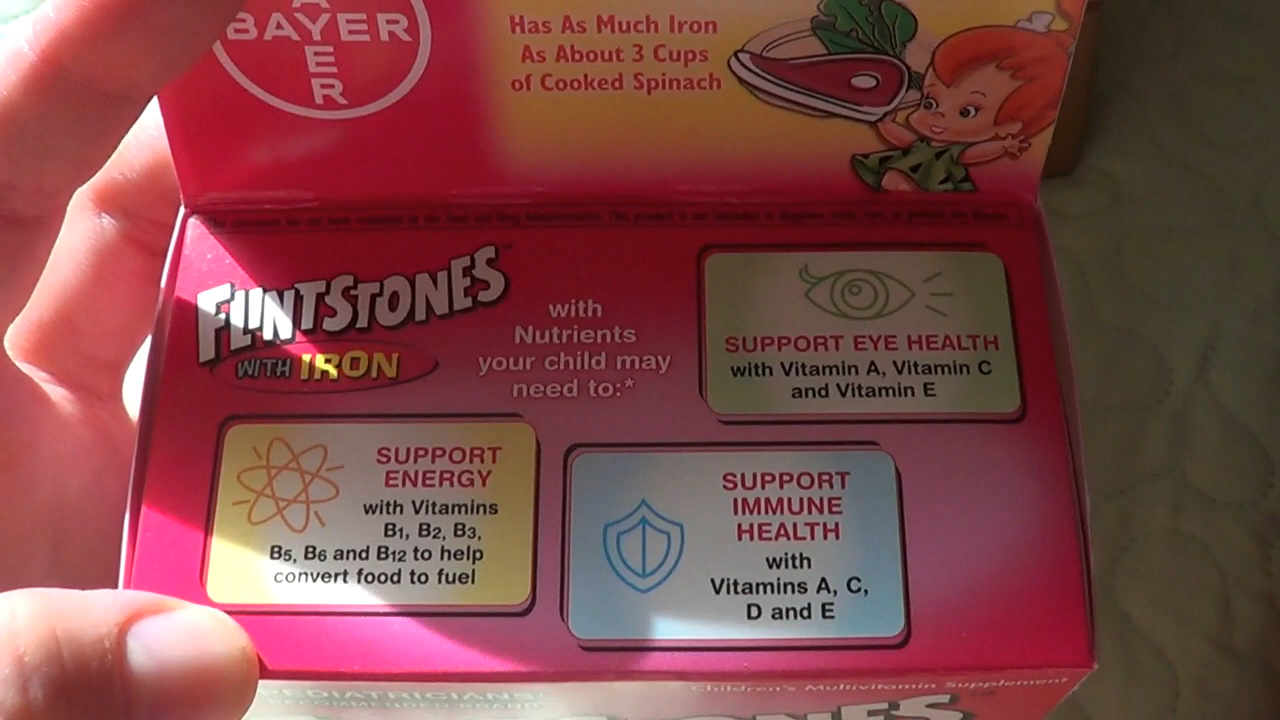 BAYER
BAYER
Has As Much Iron
As About 3 Cups
of Cooked Spinach
FLINTSTONES
WITH IRON
with
Nutrients
your child may
need to:*
SUPPORT EYE HEALTH
with Vitamin A, Vitamin C
and Vitamin E
SUPPORT
ENERGY
with Vitamins
B1, B2, B3,
B5, B6 and B12 to help
convert food to fuel
SUPPORT
IMMUNE
HEALTH
with
Vitamins A, C,
D and E
PEDIATRICIANS'
Children's Multivitamin Supplement